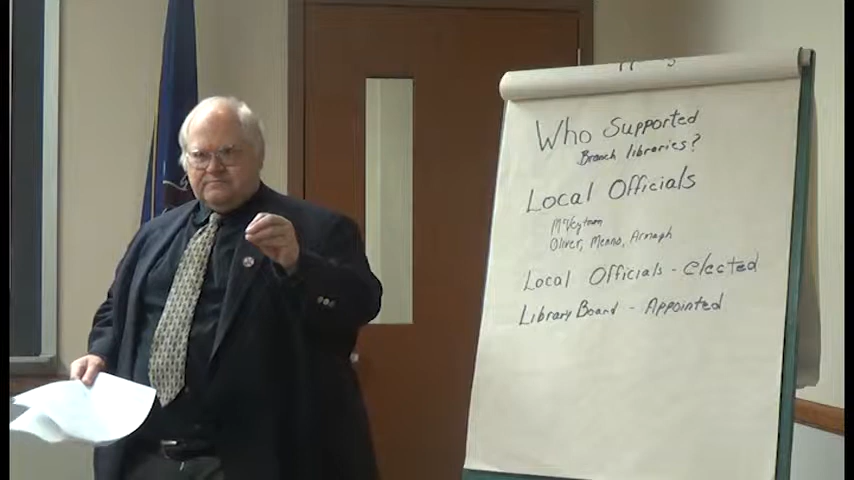 Who Supported
Branch libraries?
Local Officials
McVeytown
Oliver, Menno, Armagh
Local Officials - elected
Library Board - Appointed